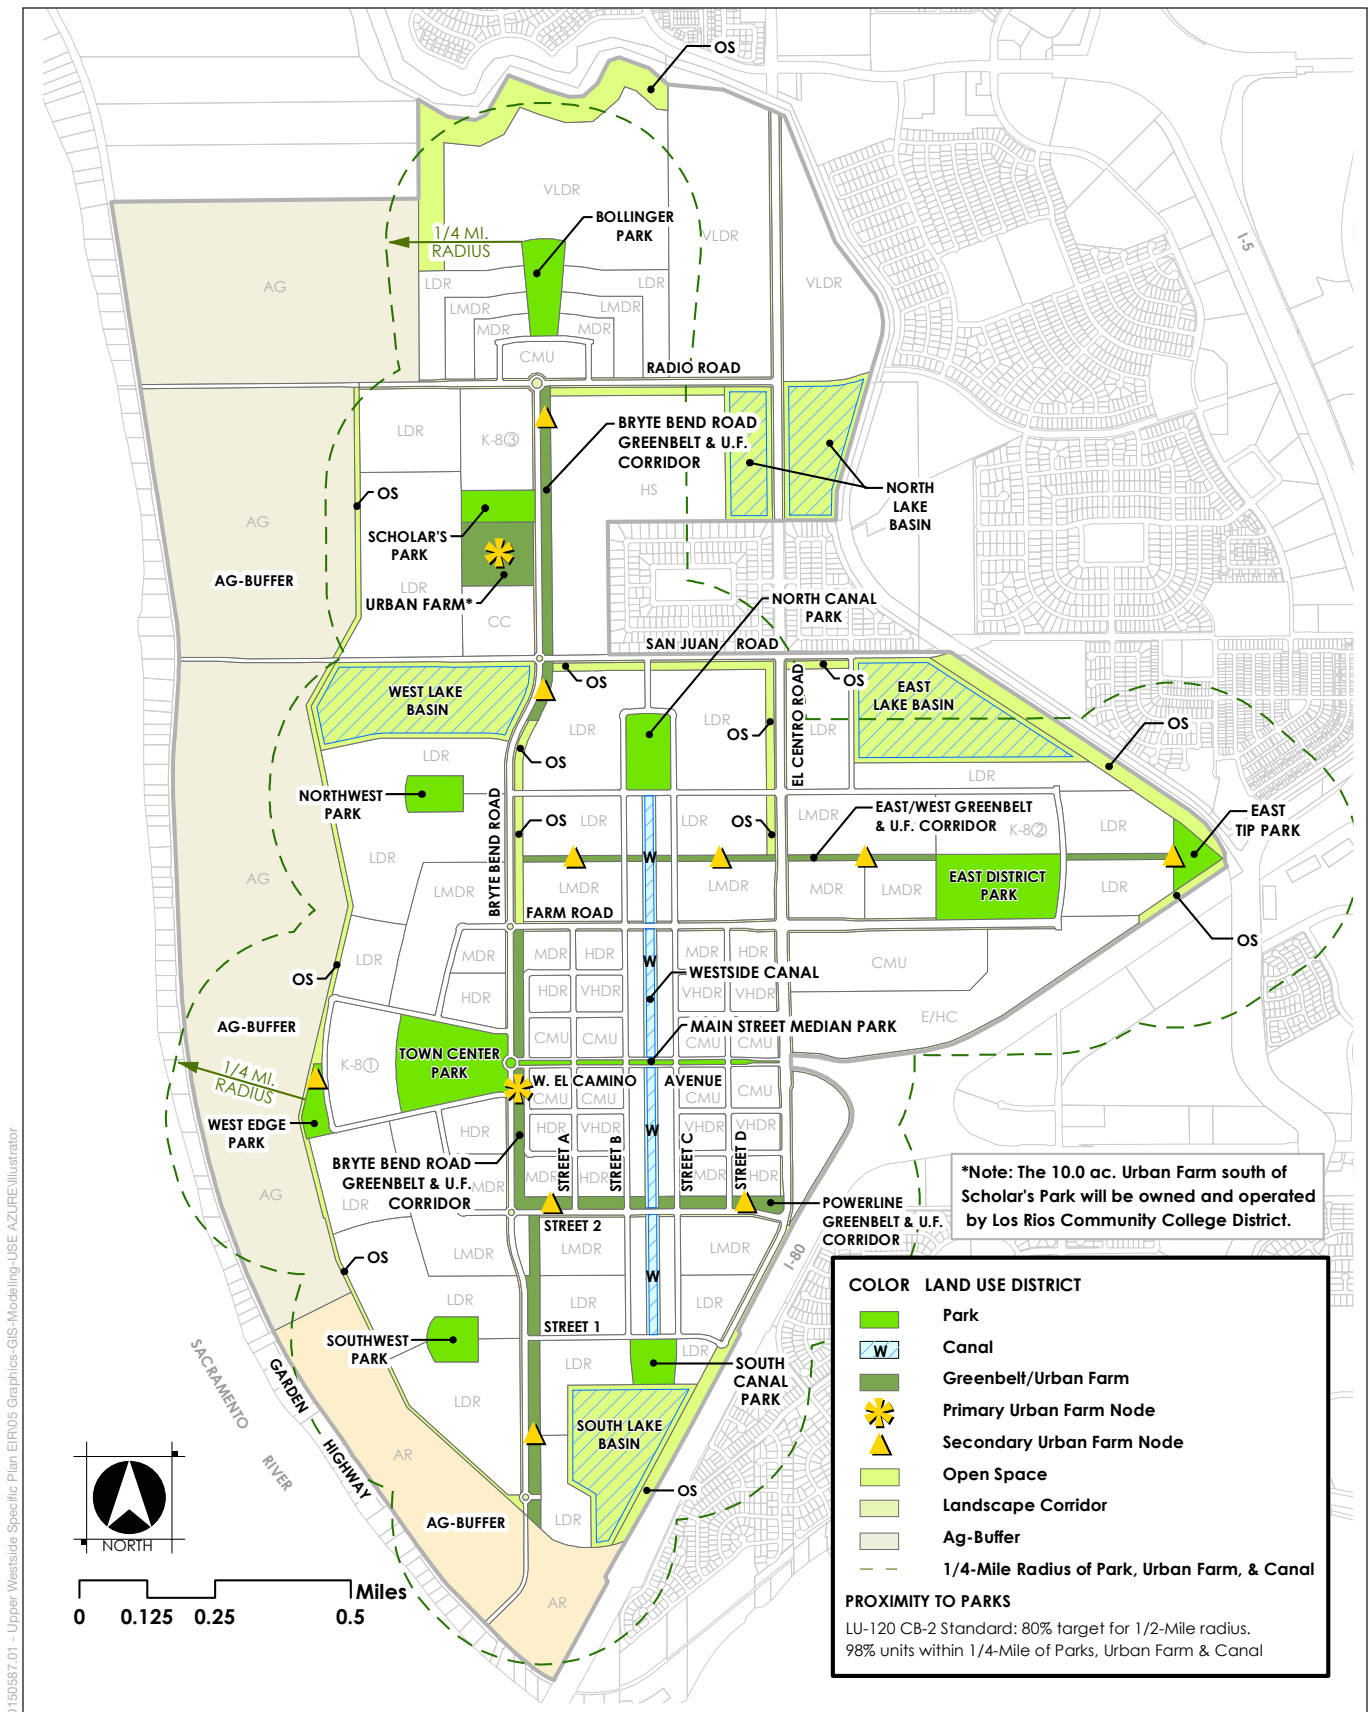 OS
VLDR
BOLLINGER
PARK
VLDR
1/4 MI.
RADIUS
I-5
AG
LDR
LDR
VLDR
LMDR
LMDR
MDR
MDR
CMU
RADIO ROAD
LDR
K-8③
BRYTE BEND ROAD
GREENBELT & U.F.
CORRIDOR
OS
HS
NORTH
LAKE
BASIN
AG
SCHOLAR'S
PARK
AG-BUFFER
LDR
URBAN FARM*
CC
NORTH CANAL
PARK
SAN JUAN ROAD
WEST LAKE
BASIN
OS
OS
EAST
LAKE BASIN
EL CENTRO ROAD
LDR
LDR
OS
LDR
OS
LDR
OS
LDR
NORTHWEST
PARK
BRYTE BEND ROAD
OS
LDR
W
LDR
OS
LMDR
EAST/WEST GREENBELT
& U.F. CORRIDOR
K-8②
LDR
EAST
TIP PARK
LDR
AG
LMDR
LMDR
LMDR
MDR
LMDR
EAST DISTRICT
PARK
LDR
FARM ROAD
OS
LDR
MDR
MDR
HDR
W
MDR
HDR
CMU
OS
WESTSIDE CANAL
HDR
HDR
VHDR
VHDR
VHDR
AG-BUFFER
E/HC
MAIN STREET MEDIAN PARK
CMU
CMU
CMU
CMU
K-8①
TOWN CENTER
PARK
1/4 MI.
RADIUS
W. EL CAMINO AVENUE
CMU
CMU
CMU
CMU
WEST EDGE
PARK
HDR
HDR
VHDR
W
VHDR
VHDR
STREET A
STREET B
STREET C
STREET D
BRYTE BEND ROAD
GREENBELT & U.F.
CORRIDOR
MDR
MDR
HDR
MDR
HDR
AG
LDR
*Note: The 10.0 ac. Urban Farm south of
Scholar's Park will be owned and operated
by Los Rios Community College District.
POWERLINE
GREENBELT & U.F.
CORRIDOR
STREET 2
LMDR
LMDR
LMDR
I-80
OS
W
LDR
LDR
LDR
STREET 1
SOUTHWEST
PARK
LDR
LDR
SOUTH
CANAL
PARK
LDR
SOUTH LAKE
BASIN
AR
OS
AG-BUFFER
LDR
AR
SACRAMENTO
RIVER
GARDEN
HIGHWAY
NORTH
Miles
0 0.125 0.25 0.5
COLOR LAND USE DISTRICT
Park
W
Canal
Greenbelt/Urban Farm
Primary Urban Farm Node
Secondary Urban Farm Node
Open Space
Landscape Corridor
Ag-Buffer
1/4-Mile Radius of Park, Urban Farm, & Canal
PROXIMITY TO PARKS
LU-120 CB-2 Standard: 80% target for 1/2-Mile radius.
98% units within 1/4-Mile of Parks, Urban Farm & Canal
0150587.01 - Upper Westside Specific Plan EIR\05 Graphics-GIS-Modeling-USE AZURE\Illustrator